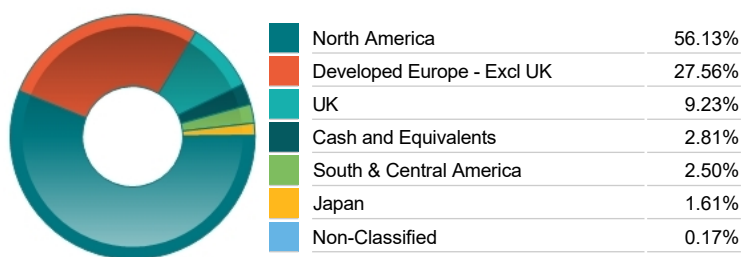 North America 56.13%
Developed Europe - Excl UK 27.56%
UK 9.23%
Cash and Equivalents 2.81%
South & Central America 2.50%
Japan 1.61%
Non-Classified 0.17%